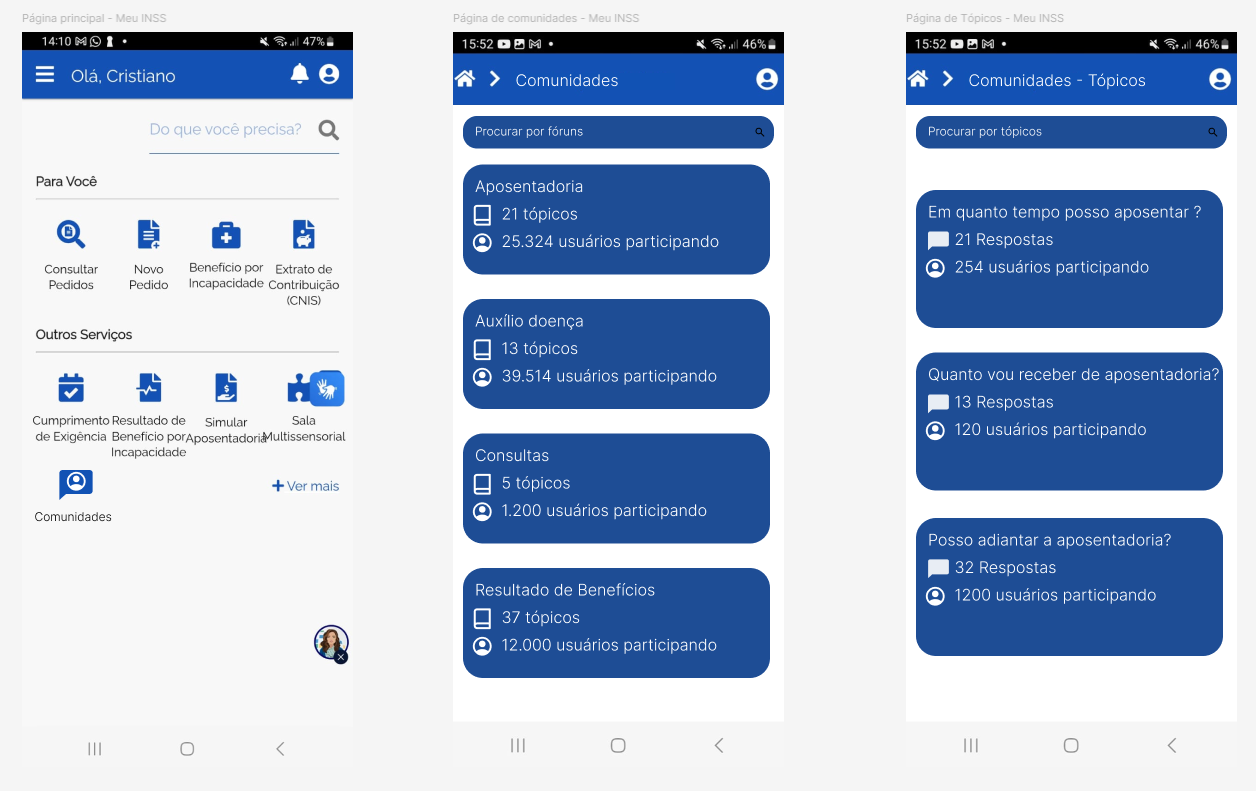 Página principal - Meu INSS
14:10 47%
Olá, Cristiano
Do que você precisa?
Para Você
Consultar
Pedidos
Novo
Pedido
Benefício por
Incapacidade
Extrato de
Contribuição
(CNIS)
Outros Serviços
Cumprimento
de Exigência
Resultado de
Benefício por
Incapacidade
Simular
Aposentadoria
Sala
Multissensorial
Comunidades
Ver mais
Página de comunidades - Meu INSS
15:52 46%
Comunidades
Procurar por fóruns
Aposentadoria
21 tópicos
25.324 usuários participando
Auxílio doença
13 tópicos
39.514 usuários participando
Consultas
5 tópicos
1.200 usuários participando
Resultado de Benefícios
37 tópicos
12.000 usuários participando
Página de Tópicos - Meu INSS
15:52 46%
Comunidades - Tópicos
Procurar por tópicos
Em quanto tempo posso aposentar ?
21 Respostas
254 usuários participando
Quanto vou receber de aposentadoria?
13 Respostas
120 usuários participando
Posso adiantar a aposentadoria?
32 Respostas
1200 usuários participando